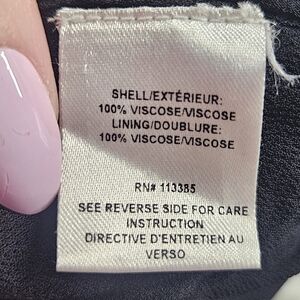 SHELL/EXTÉRIEUR:
100% VISCOSE/VISCOSE
LINING/DOUBLURE:
100% VISCOSE/VISCOSE
RN# 113385
SEE REVERSE SIDE FOR CARE
INSTRUCTION
DIRECTIVE D'ENTRETIEN AU
VERSO